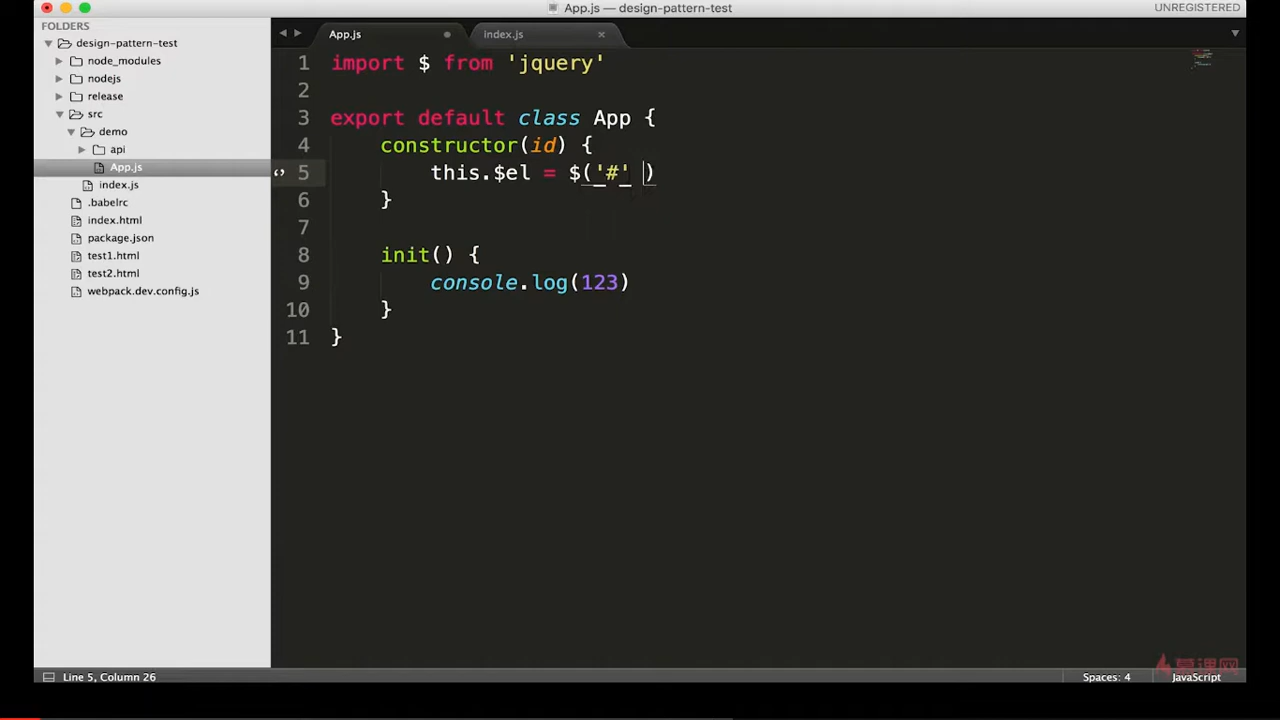 App.js — design-pattern-test
UNREGISTERED
FOLDERS
design-pattern-test
node_modules
nodejs
release
src
demo
api
App.js
index.js
.babelrc
index.html
package.json
test1.html
test2.html
webpack.dev.config.js
App.js
index.js
1 import $ from 'jquery'
2
3 export default class App {
4 constructor(id) {
5 this.$el = $('#' )
6 }
7
8 init() {
9 console.log(123)
10 }
11 }
慕课网
Line 5, Column 26
Spaces: 4
JavaScript